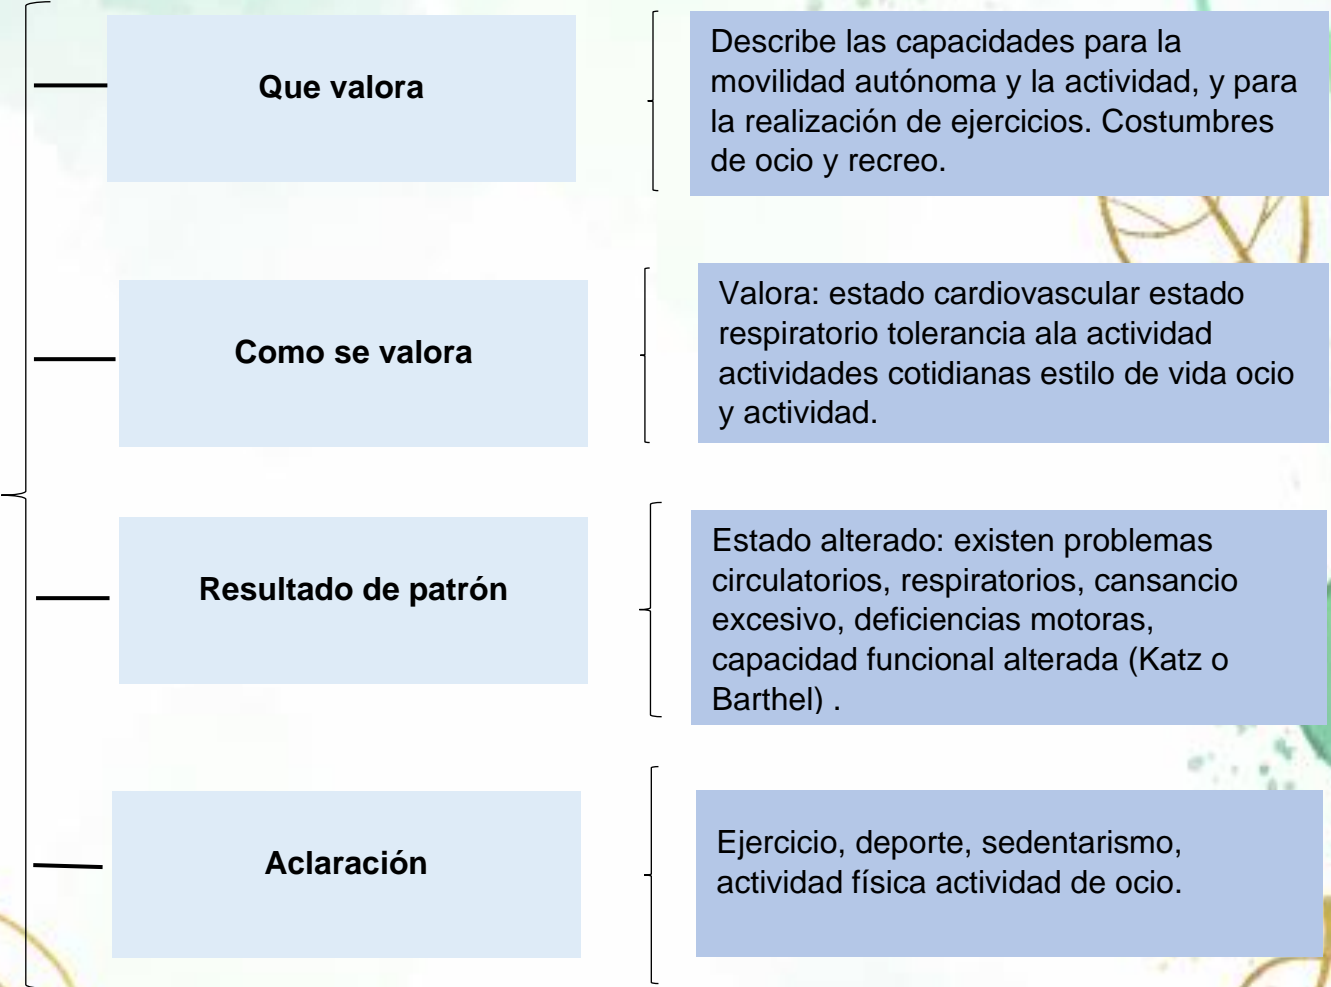 Que valora
Describe las capacidades para la
movilidad autónoma y la actividad, y para
la realización de ejercicios. Costumbres
de ocio y recreo.
Como se valora
Valora: estado cardiovascular estado
respiratorio tolerancia ala actividad
actividades cotidianas estilo de vida ocio
y actividad.
Resultado de patrón
Estado alterado: existen problemas
circulatorios, respiratorios, cansancio
excesivo, deficiencias motoras,
capacidad funcional alterada (Katz o
Barthel) .
Aclaración
Ejercicio, deporte, sedentarismo,
actividad física actividad de ocio.